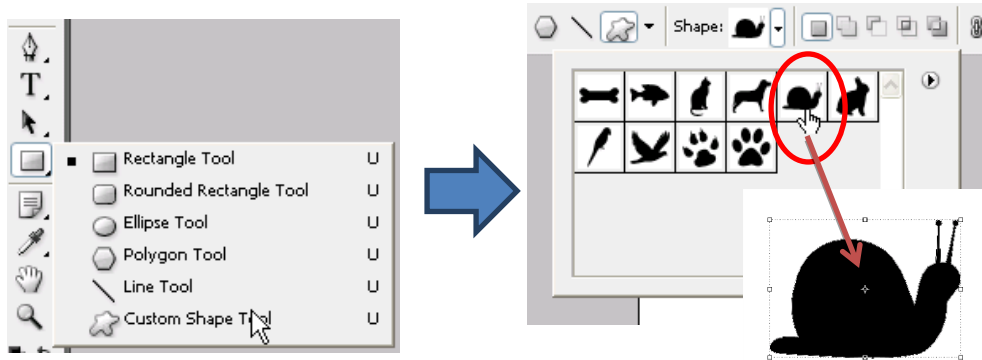 T
Rectangle Tool U
Rounded Rectangle Tool U
Ellipse Tool U
Polygon Tool U
Line Tool U
Custom Shape Tool U
Shape: